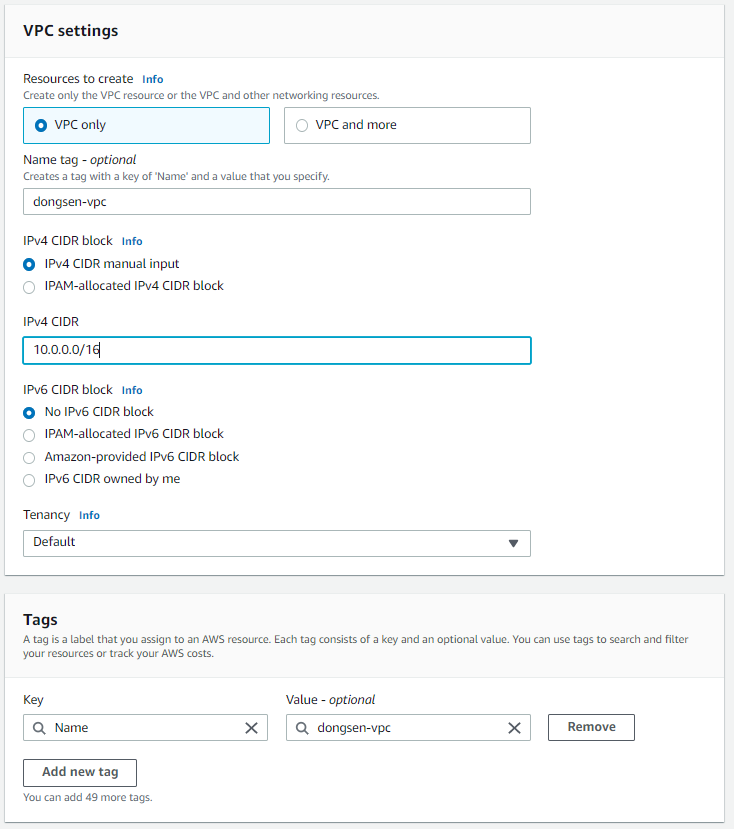 VPC settings
Resources to create Info
Create only the VPC resource or the VPC and other networking resources.
VPC only
VPC and more
Name tag - optional
Creates a tag with a key of 'Name' and a value that you specify.
dongsen-vpc
IPv4 CIDR block Info
IPv4 CIDR manual input
IPAM-allocated IPv4 CIDR block
IPv4 CIDR
10.0.0.0/16
IPv6 CIDR block Info
No IPv6 CIDR block
IPAM-allocated IPv6 CIDR block
Amazon-provided IPv6 CIDR block
IPv6 CIDR owned by me
Tenancy Info
Default
Tags
A tag is a label that you assign to an AWS resource. Each tag consists of a key and an optional value. You can use tags to search and filter
your resources or track your AWS costs.
Key
Value - optional
Name
dongsen-vpc
Remove
Add new tag
You can add 49 more tags.